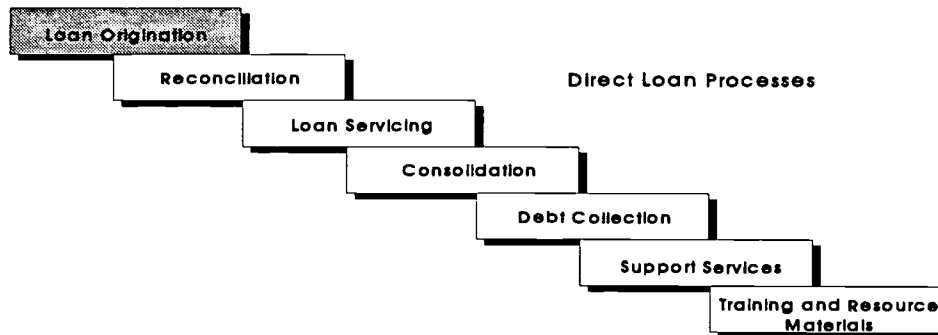 Loan Origination
Reconciliation
Direct Loan Processes
Loan Servicing
Consolidation
Debt Collection
Support Services
Training and Resource
Materials